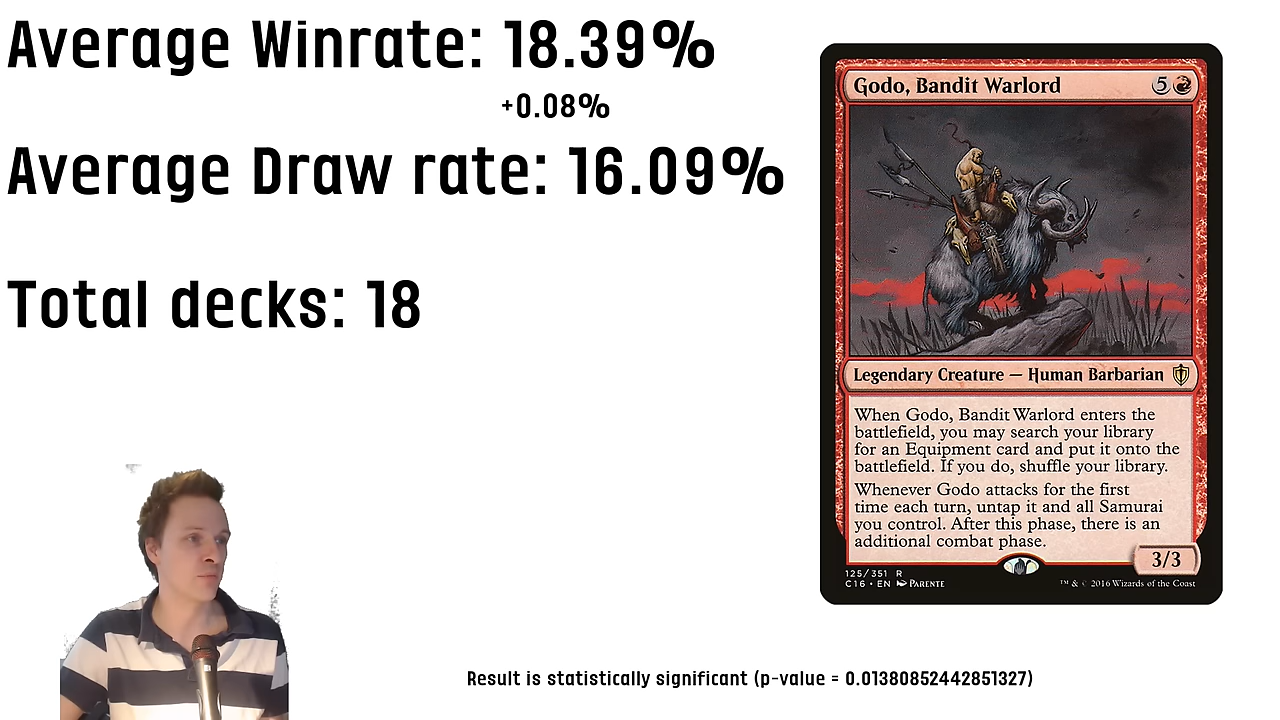 Average Winrate: 18.39%
+0.08%
Average Draw rate: 16.09%
Total decks: 18
Godo, Bandit Warlord 5
Legendary Creature — Human Barbarian
When Godo, Bandit Warlord enters the
battlefield, you may search your library
for an Equipment card and put it onto the
battlefield. If you do, shuffle your library.
Whenever Godo attacks for the first
time each turn, untap it and all Samurai
you control. After this phase, there is an
additional combat phase.
3/3
125/351 R
C16 • EN Parente
™ & © 2016 Wizards of the Coast
Result is statistically significant (p-value = 0.01380852442851327)